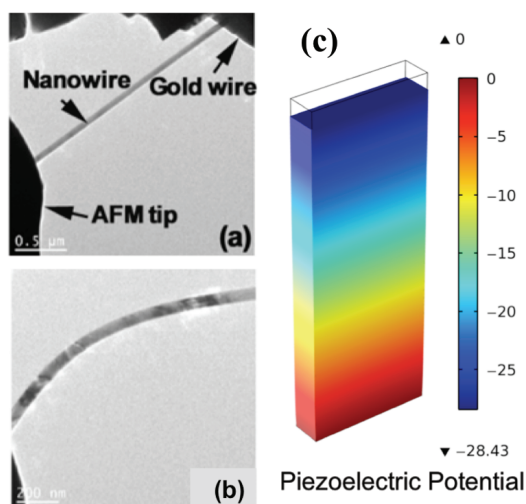 Nanowire
Gold wire
AFM tip
(a)
0.5 μm
(b)
200 nm
(c)
▲ 0
0
−5
−10
−15
−20
−25
▼ −28.43
Piezoelectric Potential